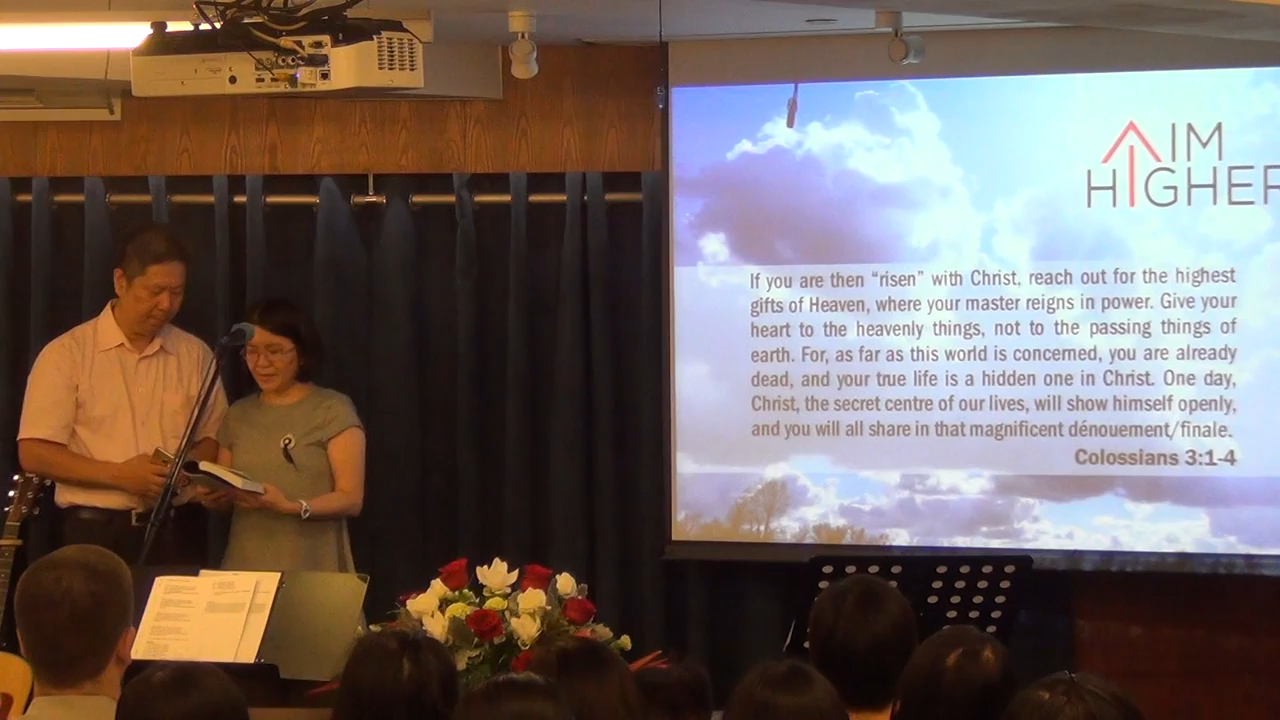 AIM
HIGHER
If you are then “risen” with Christ, reach out for the highest
gifts of Heaven, where your master reigns in power. Give your
heart to the heavenly things, not to the passing things of
earth. For, as far as this world is concerned, you are already
dead, and your true life is a hidden one in Christ. One day,
Christ, the secret centre of our lives, will show himself openly,
and you will all share in that magnificent dénouement/finale.
Colossians 3:1-4